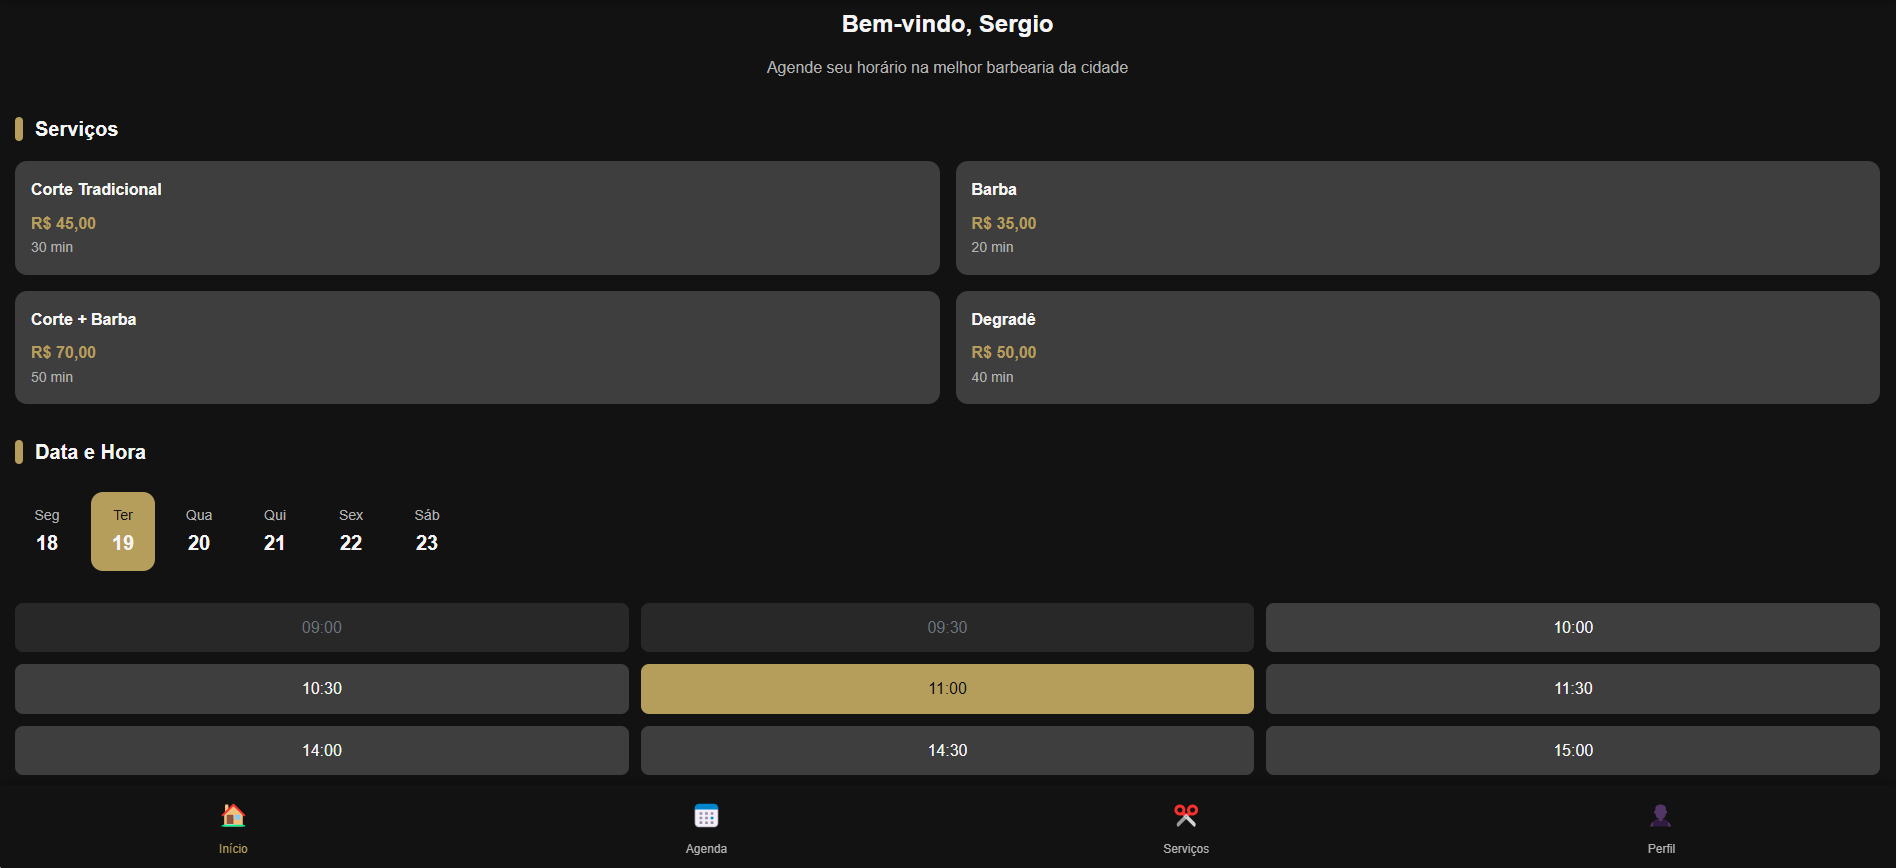 Bem-vindo, Sergio
Agende seu horário na melhor barbearia da cidade
Serviços
Corte Tradicional
R$ 45,00
30 min
Barba
R$ 35,00
20 min
Corte + Barba
R$ 70,00
50 min
Degradê
R$ 50,00
40 min
Data e Hora
Seg Ter Qua Qui Sex Sáb
18 19 20 21 22 23
09:00 09:30 10:00
10:30 11:00 11:30
14:00 14:30 15:00
Início Agenda Serviços Perfil